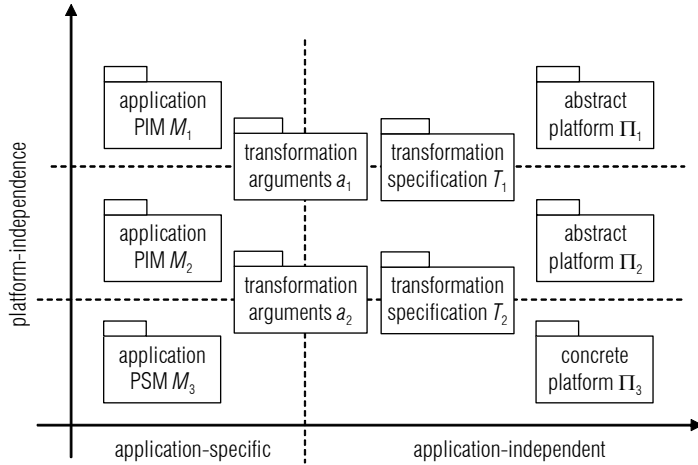 application
PIM M₁
abstract
platform Π₁
transformation
arguments a₁
transformation
specification T₁
application
PIM M₂
abstract
platform Π₂
transformation
arguments a₂
transformation
specification T₂
application
PSM M₃
concrete
platform Π₃
platform-independence
application-specific
application-independent